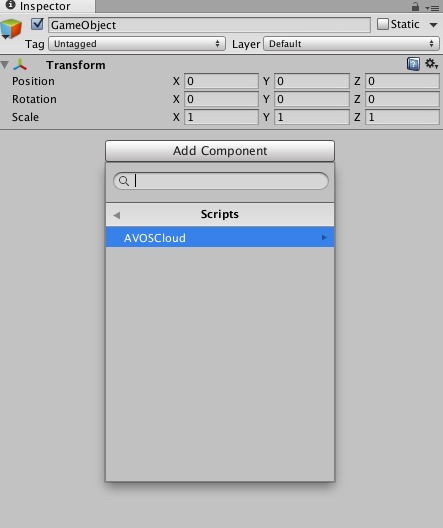 Inspector
GameObject
Static
Tag Untagged Layer Default
Transform
Position X 0 Y 0 Z 0
Rotation X 0 Y 0 Z 0
Scale X 1 Y 1 Z 1
Add Component
Scripts
AVOSCloud